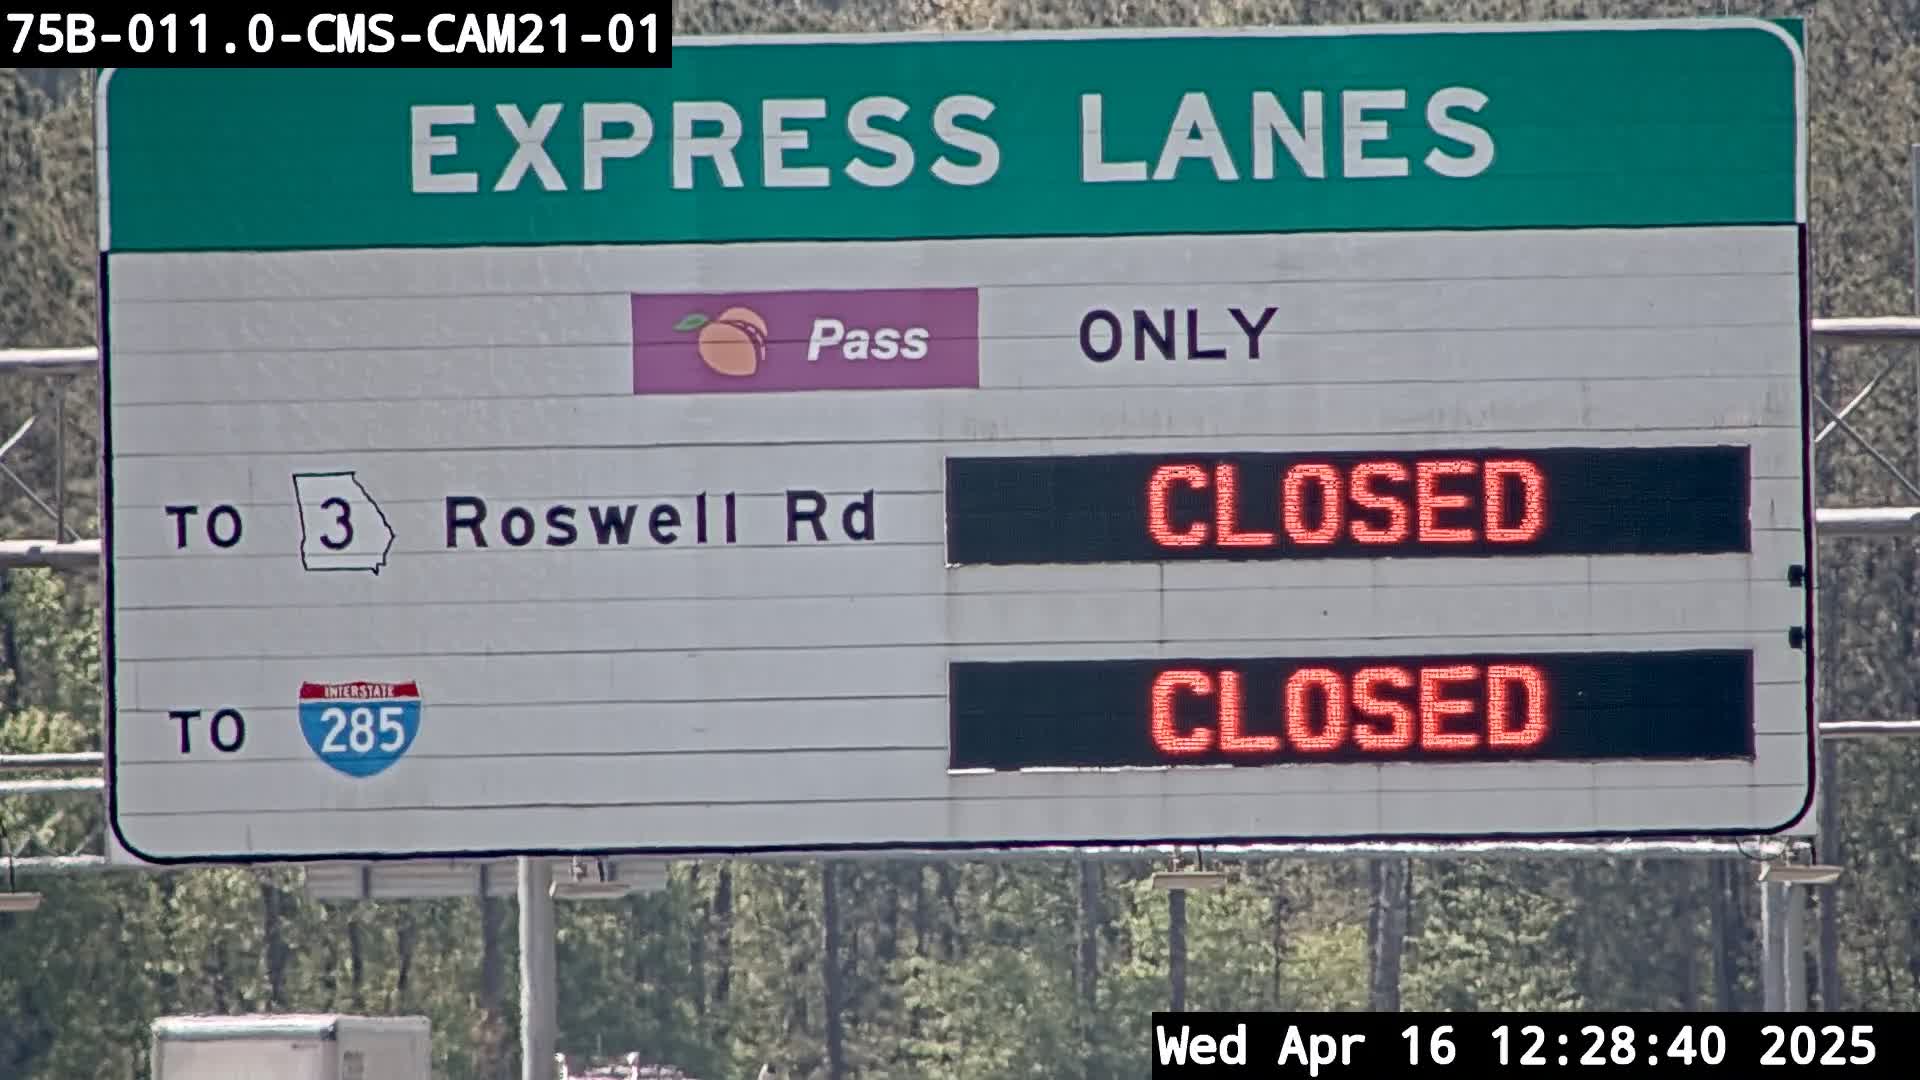 75B-011.0-CMS-CAM21-01
EXPRESS LANES
Pass ONLY
TO 3 Roswell Rd CLOSED
TO INTERSTATE 285 CLOSED
Wed Apr 16 12:28:40 2025